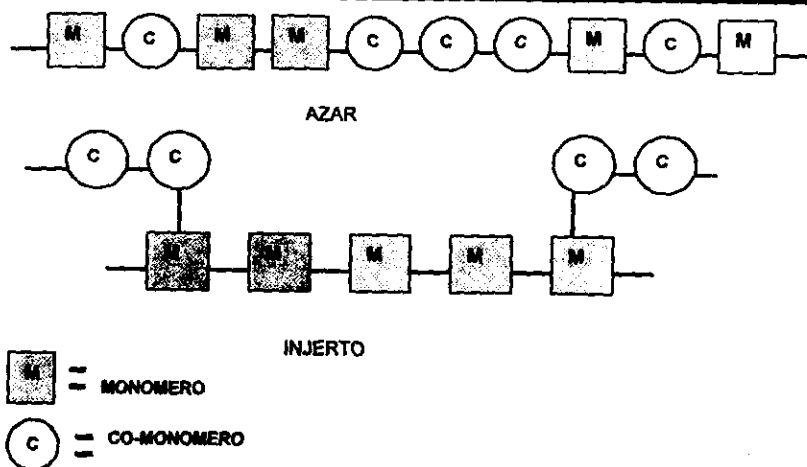 M C M M C C C M C M
AZAR
C C C C
M M M M M
INJERTO
M = MONOMERO
C = CO-MONOMERO